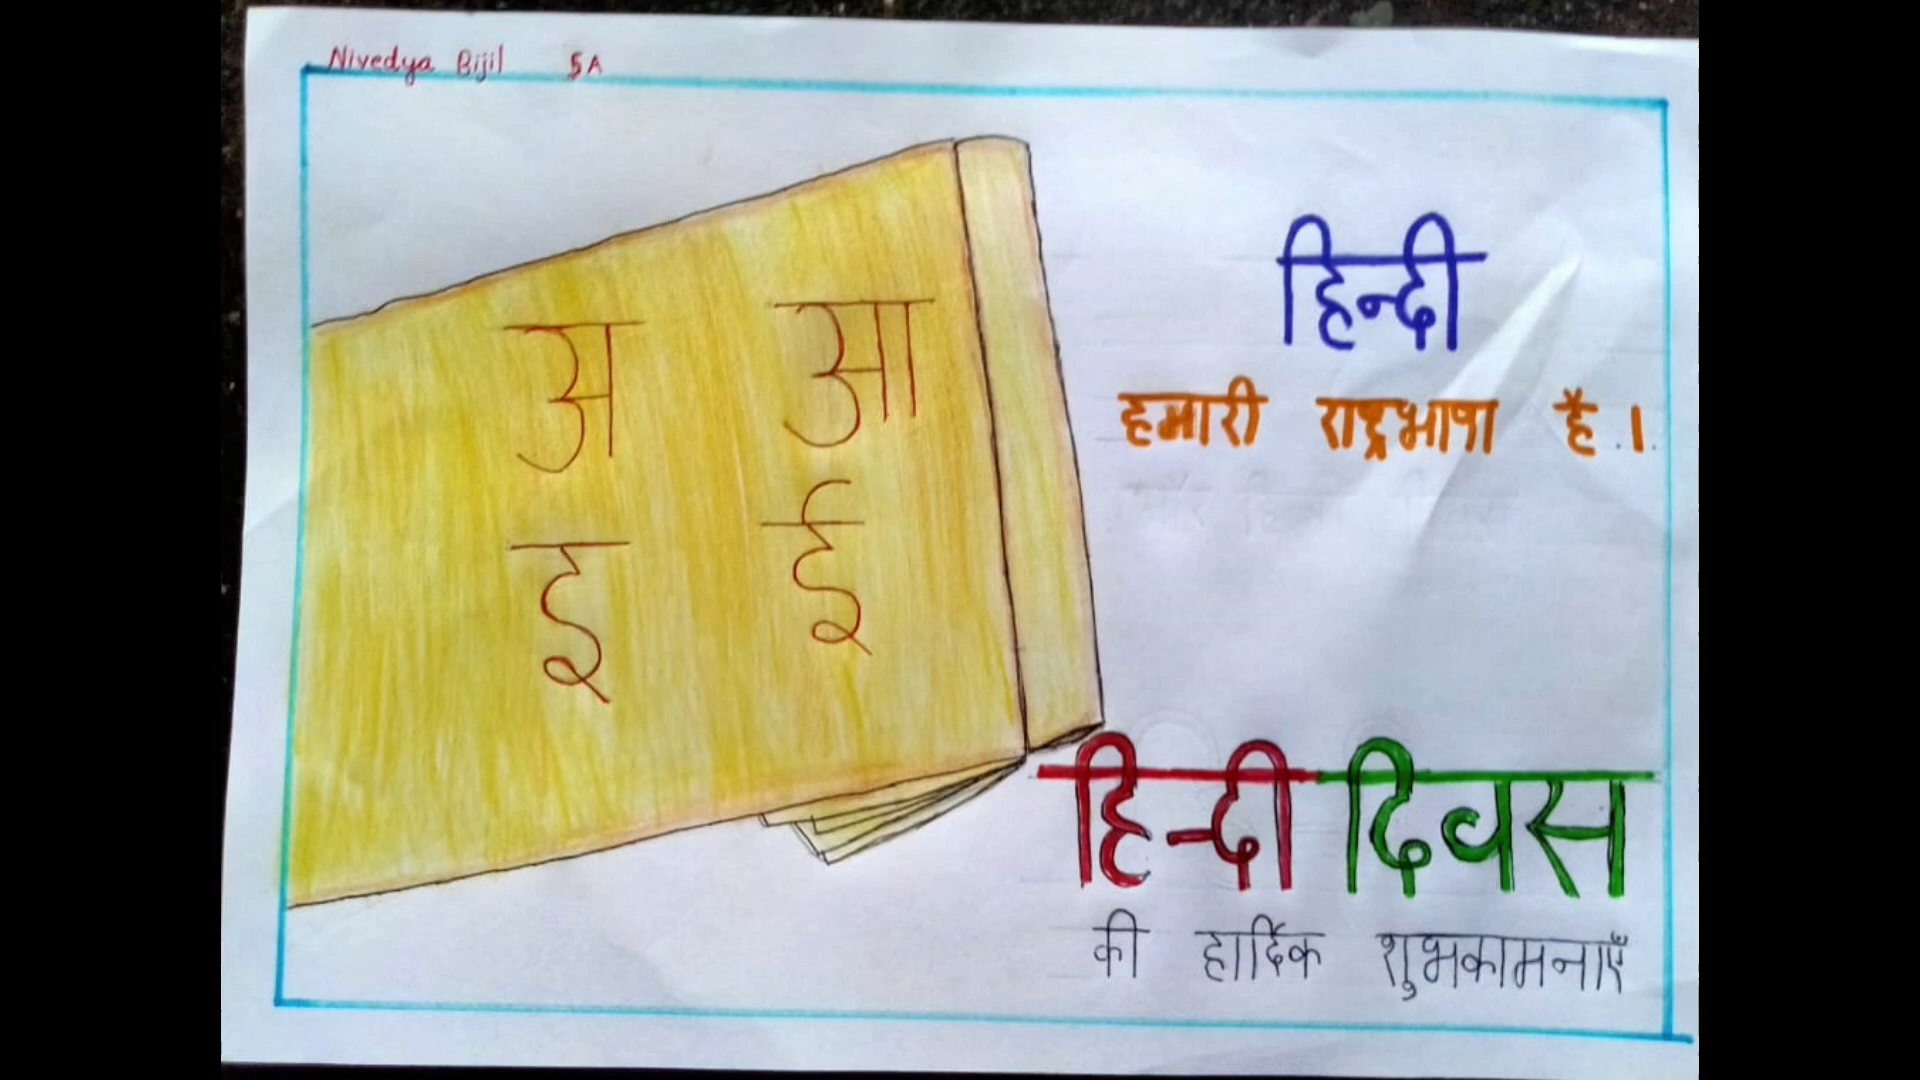 Nivedya Bijil 5A
अ आ
इ ई
हिन्दी
हमारी राष्ट्रभाषा है ।
हिन्दी दिवस
की हार्दिक शुभकामनाएँ